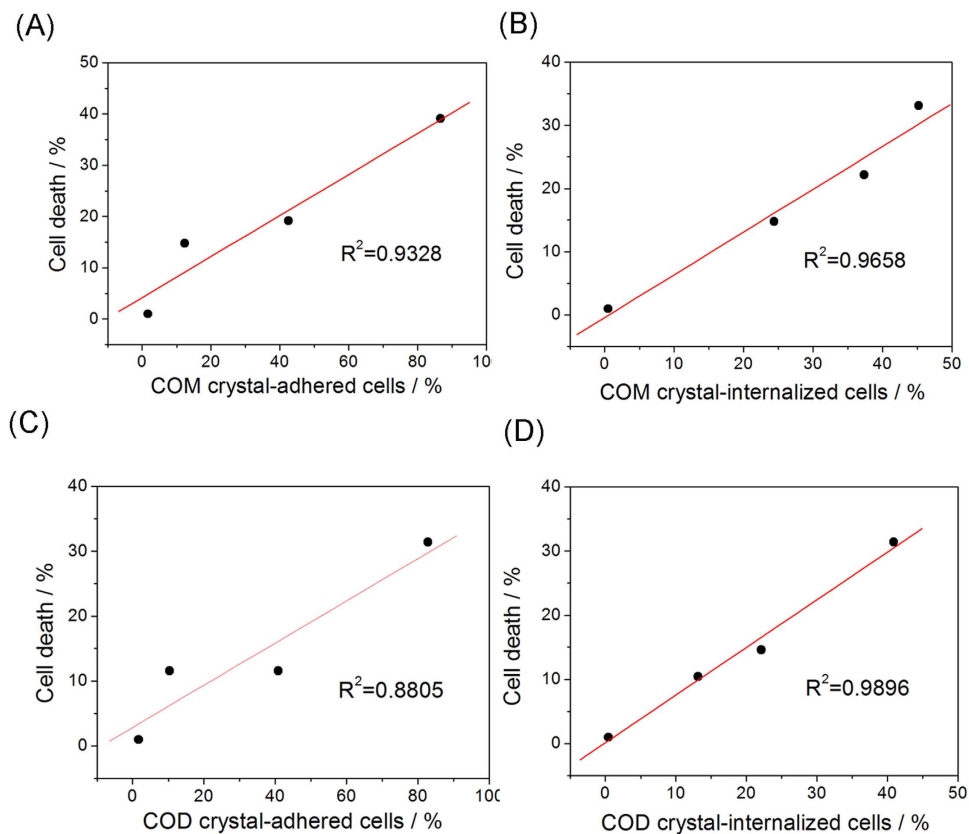 (A)
50
40
30
20
10
0
Cell death / %
R²=0.9328
0 20 40 60 80 10
COM crystal-adhered cells / %
(B)
40
30
20
10
0
Cell death / %
R²=0.9658
0 10 20 30 40 50
COM crystal-internalized cells / %
(C)
40
30
20
10
0
Cell death / %
R²=0.8805
0 20 40 60 80 100
COD crystal-adhered cells / %
(D)
40
30
20
10
0
Cell death / %
R²=0.9896
0 10 20 30 40 50
COD crystal-internalized cells / %